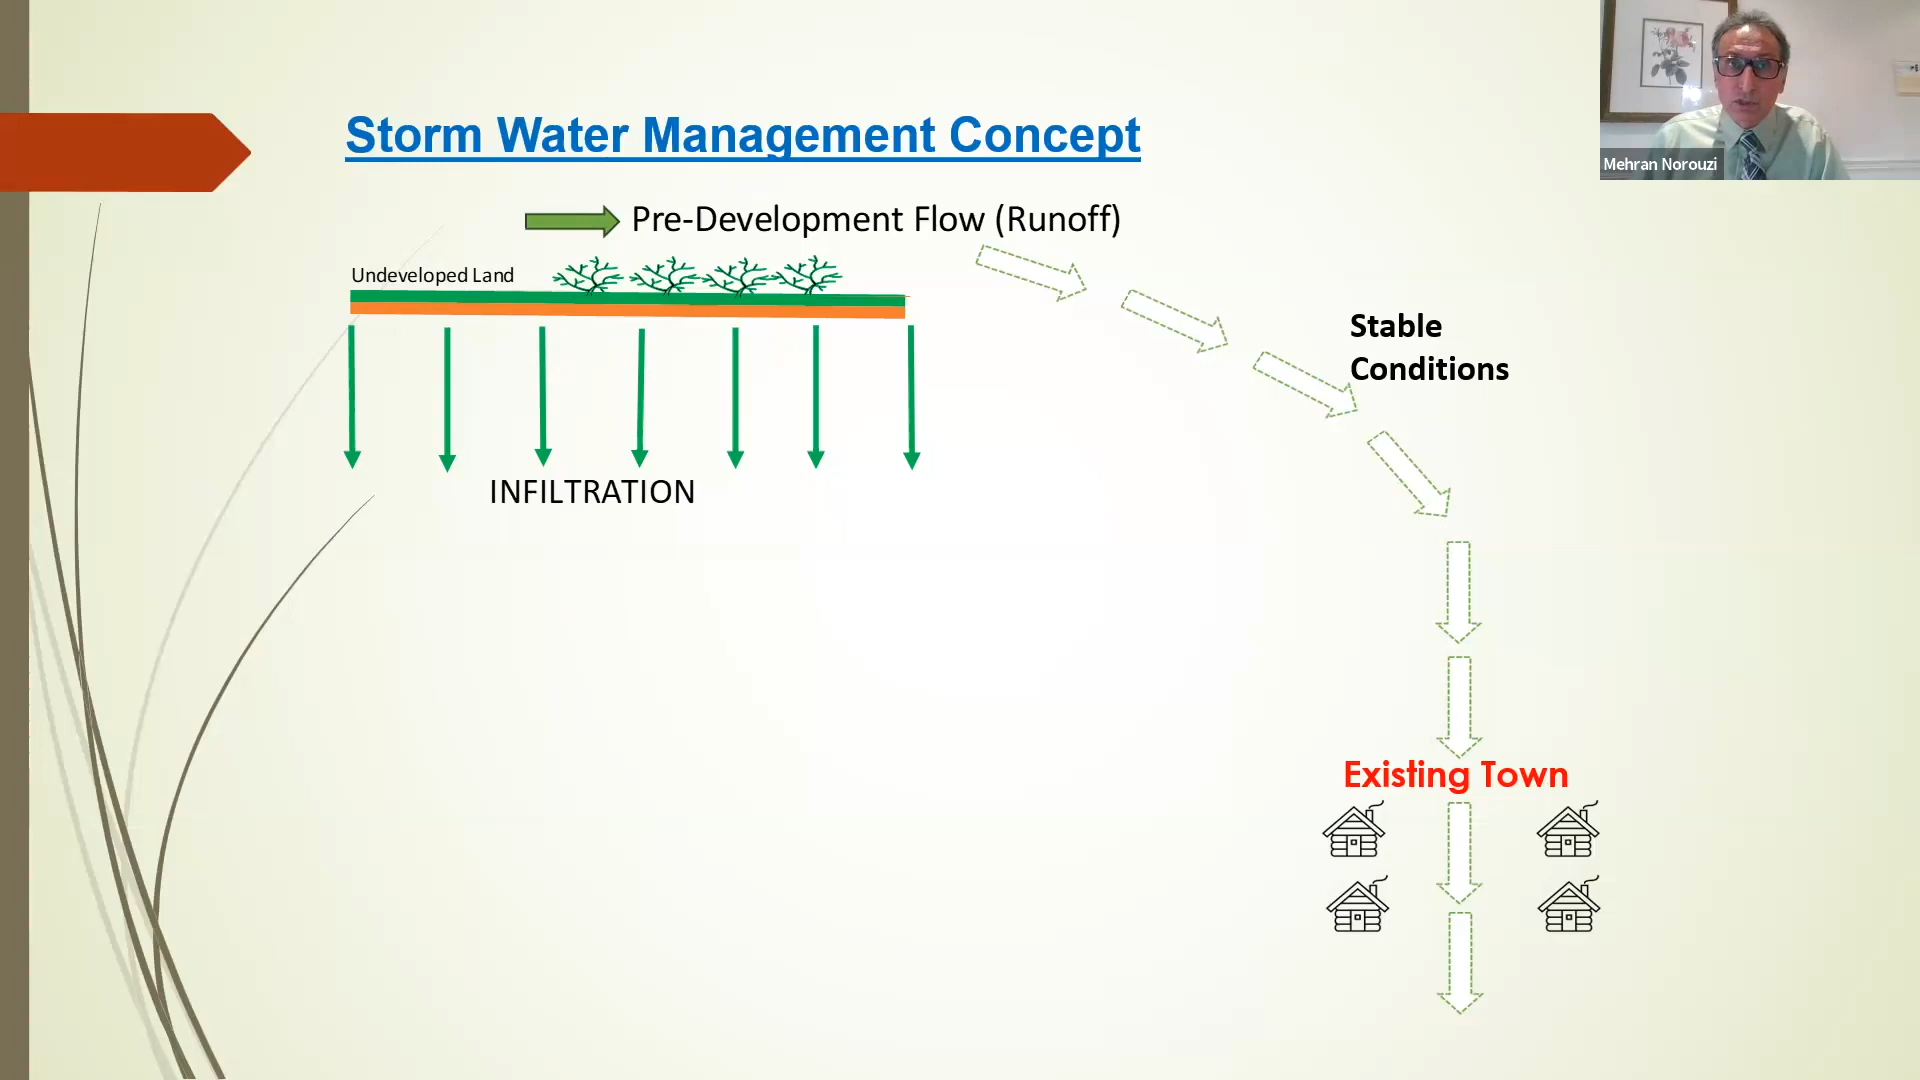 Storm Water Management Concept
Mehran Norouzi
Pre-Development Flow (Runoff)
Undeveloped Land
Stable
Conditions
INFILTRATION
Existing Town